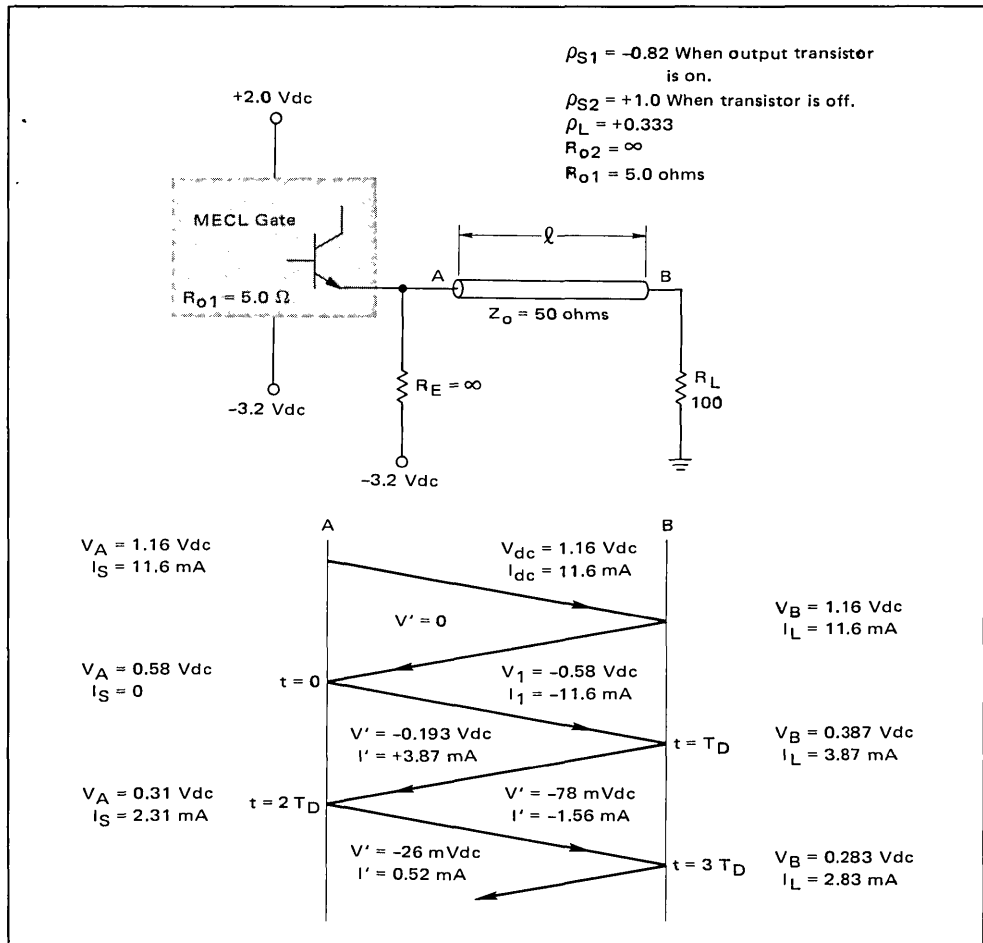 ρS1 = –0.82 When output transistor
is on.
ρS2 = +1.0 When transistor is off.
ρL = +0.333
Ro2 = ∞
Ro1 = 5.0 ohms
+2.0 Vdc
MECL Gate
Ro1 = 5.0 Ω
–3.2 Vdc
RE = ∞
–3.2 Vdc
ℓ
A
B
Zo = 50 ohms
RL
100
A
B
VA = 1.16 Vdc
IS = 11.6 mA
Vdc = 1.16 Vdc
Idc = 11.6 mA
V' = 0
VB = 1.16 Vdc
IL = 11.6 mA
VA = 0.58 Vdc
IS = 0
t = 0
V1 = –0.58 Vdc
I1 = –11.6 mA
V' = –0.193 Vdc
I' = +3.87 mA
t = TD
VB = 0.387 Vdc
IL = 3.87 mA
VA = 0.31 Vdc
IS = 2.31 mA
t = 2 TD
V' = –78 mVdc
I' = –1.56 mA
V' = –26 mVdc
I' = 0.52 mA
t = 3 TD
VB = 0.283 Vdc
IL = 2.83 mA